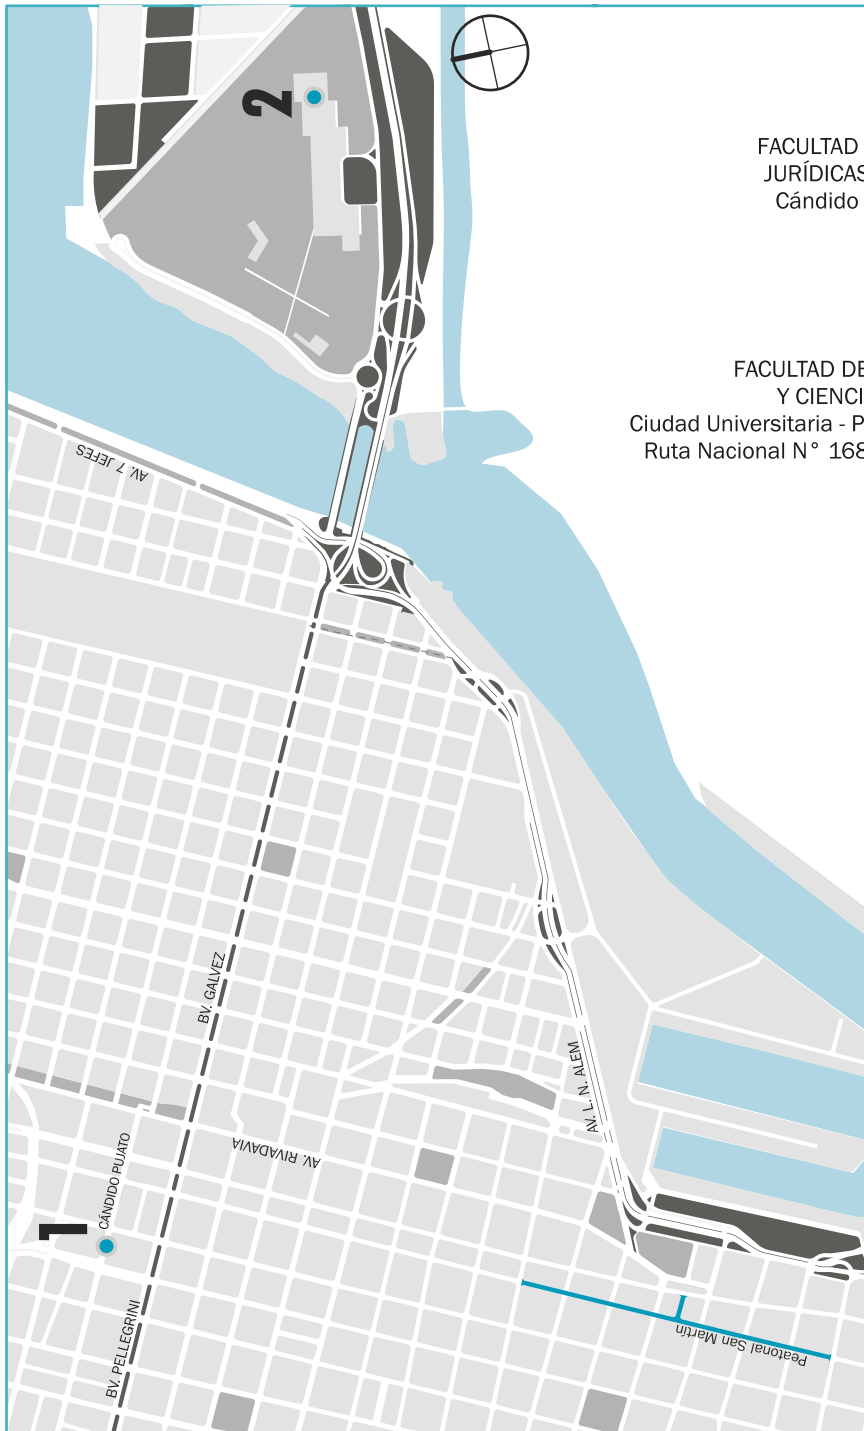 2
FACULTAD
JURÍDICAS
Cándido
FACULTAD DE
Y CIENCI
Ciudad Universitaria - P
Ruta Nacional N° 168
AV. 7 JEFES
BV. GALVEZ
AV. L. N. ALEM
AV. RIVADAVIA
CÁNDIDO PUJATO
1
BV. PELLEGRINI
Peatonal San Martín